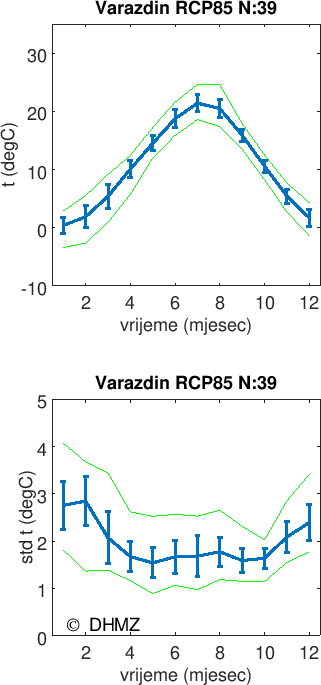 Varazdin RCP85 N:39
30
20
10
0
-10
t (degC)
2 4 6 8 10 12
vrijeme (mjesec)
Varazdin RCP85 N:39
5
4
3
2
1
0
std t (degC)
© DHMZ
2 4 6 8 10 12
vrijeme (mjesec)